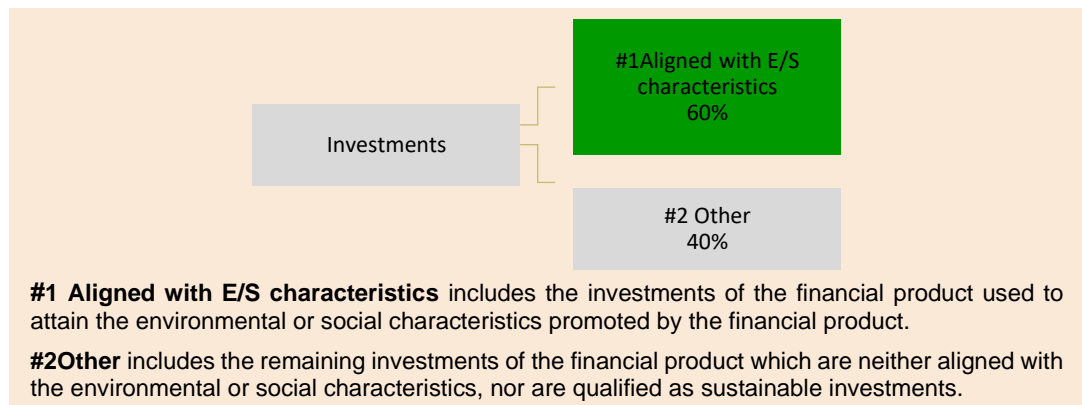 #1Aligned with E/S
characteristics
60%
Investments
#2 Other
40%
#1 Aligned with E/S characteristics includes the investments of the financial product used to
attain the environmental or social characteristics promoted by the financial product.
#2Other includes the remaining investments of the financial product which are neither aligned with
the environmental or social characteristics, nor are qualified as sustainable investments.